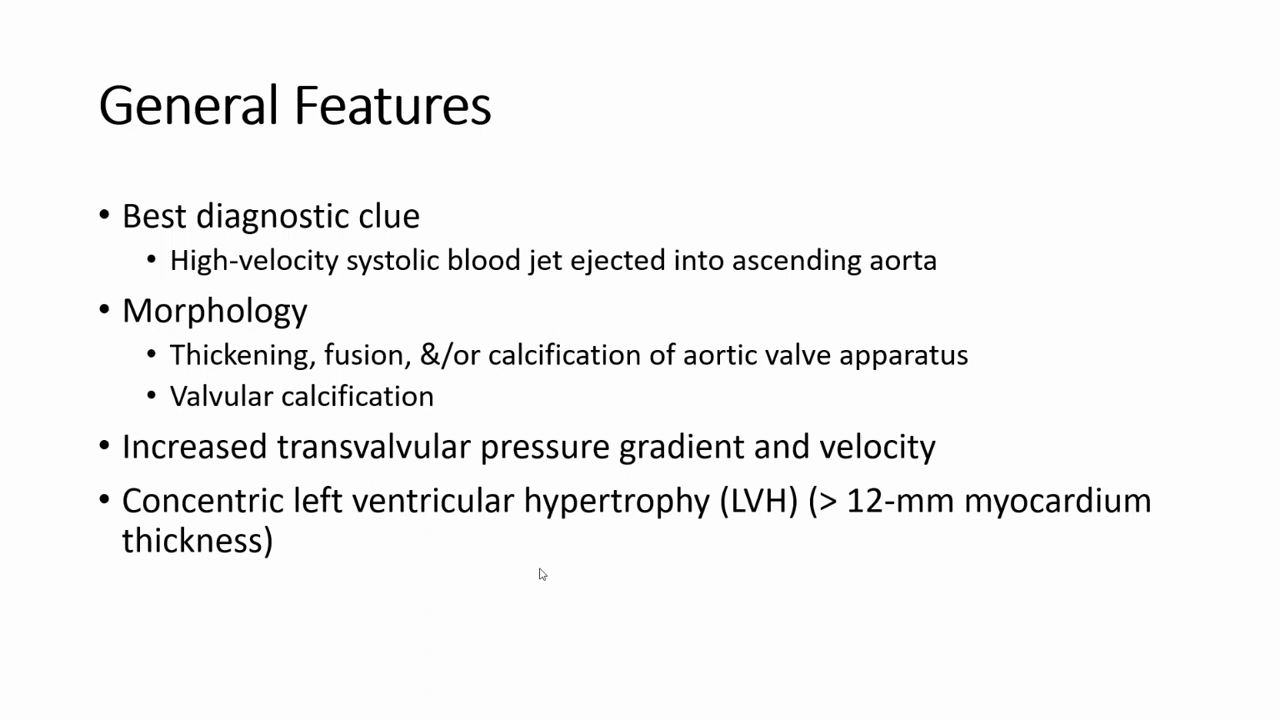 General Features
• Best diagnostic clue
• High-velocity systolic blood jet ejected into ascending aorta
• Morphology
• Thickening, fusion, &/or calcification of aortic valve apparatus
• Valvular calcification
• Increased transvalvular pressure gradient and velocity
• Concentric left ventricular hypertrophy (LVH) (> 12-mm myocardium
thickness)